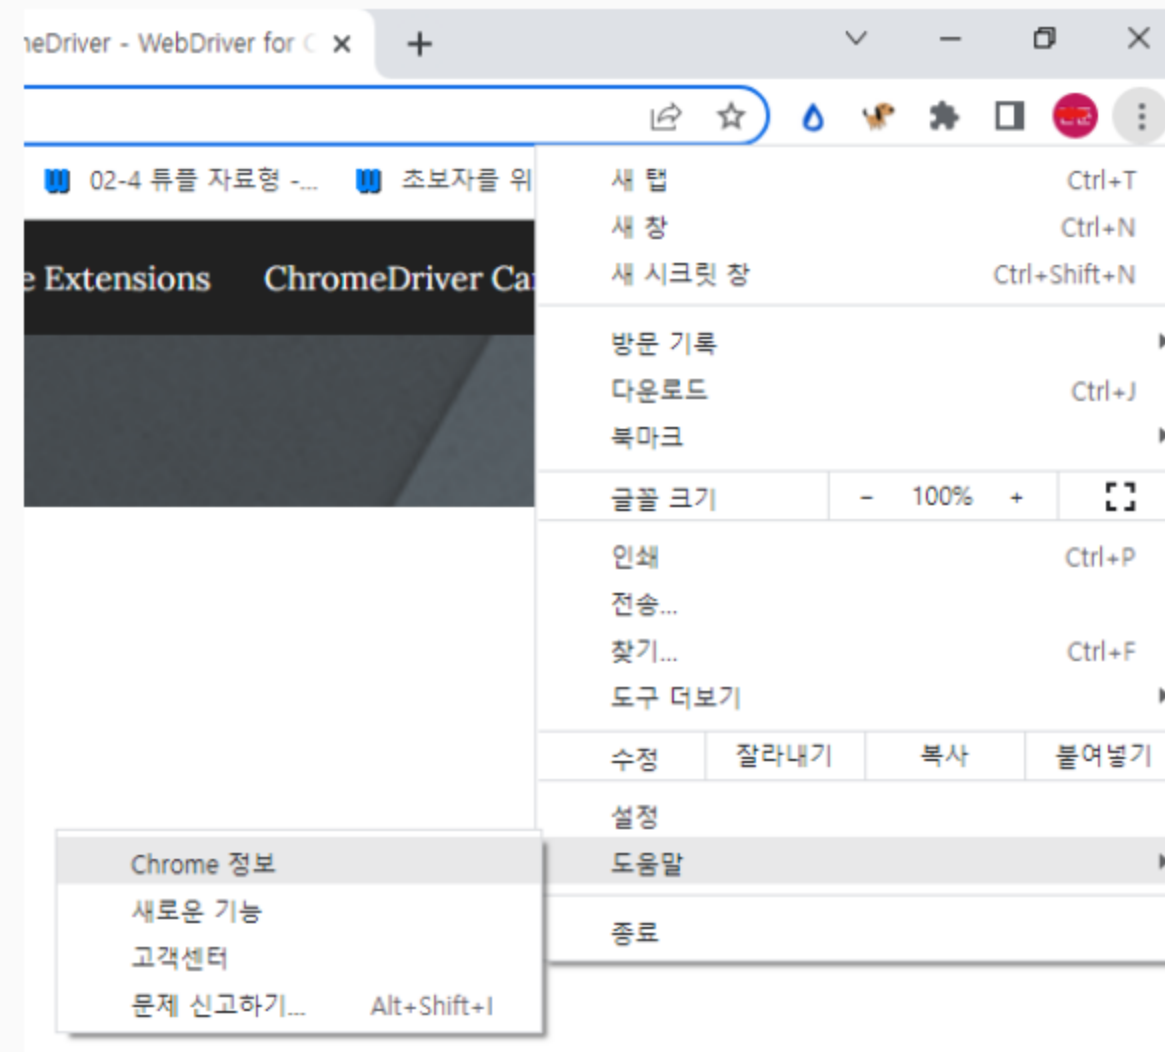 neDriver - WebDriver for C
02-4 튜플 자료형 -...
초보자를 위
e Extensions ChromeDriver Ca
새 탭 Ctrl+T
새 창 Ctrl+N
새 시크릿 창 Ctrl+Shift+N
방문 기록
다운로드 Ctrl+J
북마크
글꼴 크기 - 100% +
인쇄 Ctrl+P
전송...
찾기... Ctrl+F
도구 더보기
수정 잘라내기 복사 붙여넣기
설정
도움말
종료
Chrome 정보
새로운 기능
고객센터
문제 신고하기... Alt+Shift+I